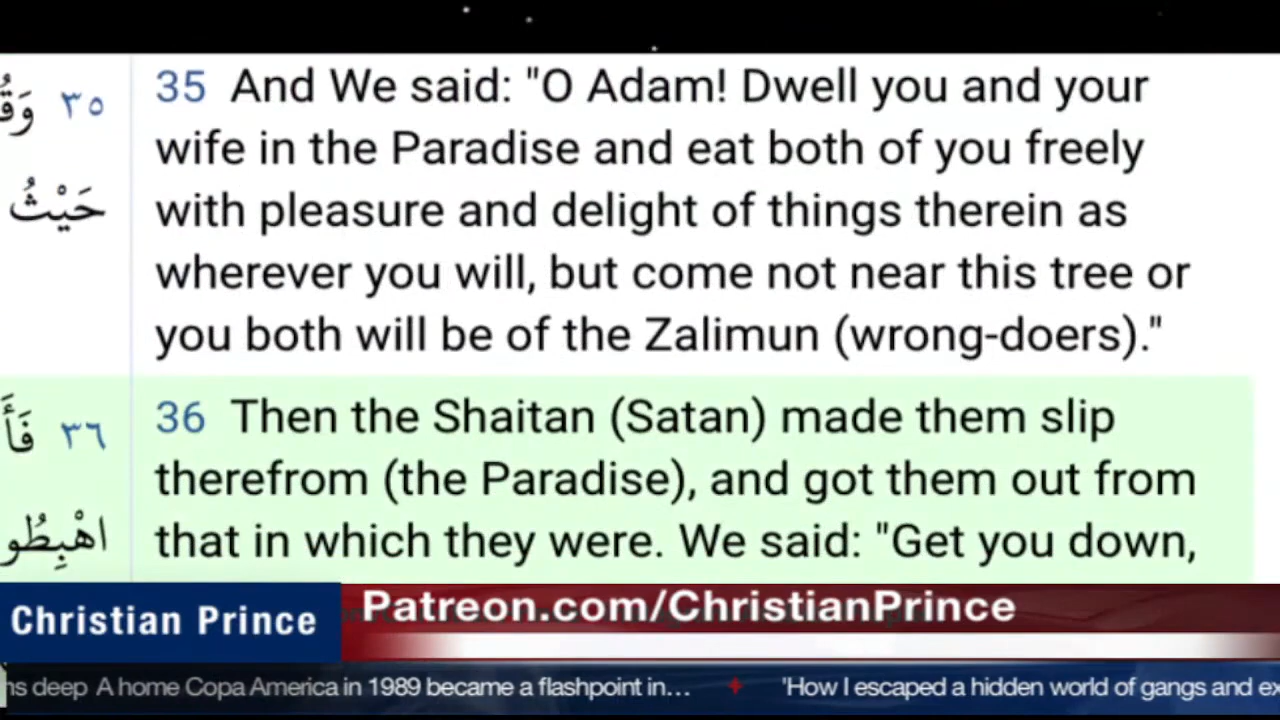 35 And We said: "O Adam! Dwell you and your
wife in the Paradise and eat both of you freely
with pleasure and delight of things therein as
wherever you will, but come not near this tree or
you both will be of the Zalimun (wrong-doers)."
٣٥
حَيْثُ
36 Then the Shaitan (Satan) made them slip
therefrom (the Paradise), and got them out from
that in which they were. We said: "Get you down,
٣٦
Christian Prince
Patreon.com/ChristianPrince
deep A home Copa America in 1989 became a flashpoint in... 'How I escaped a hidden world of gangs and